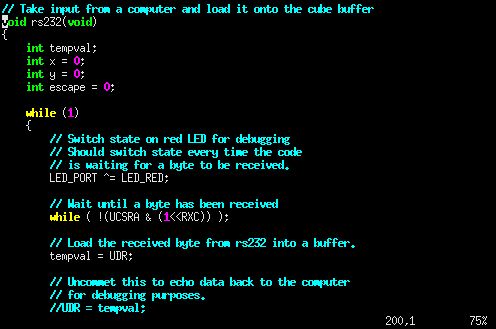 // Take input from a computer and load it onto the cube buffer
void rs232(void)
{
    int tempval;
    int x = 0;
    int y = 0;
    int escape = 0;

    while (1)
    {
        // Switch state on red LED for debugging
        // Should switch state every time the code
        // is waiting for a byte to be received.
        LED_PORT ^= LED_RED;

        // Wait until a byte has been received
        while ( !(UCSRA & (1<<RXC)) );

        // Load the received byte from rs232 into a buffer.
        tempval = UDR;

        // Uncommet this to echo data back to the computer
        // for debugging purposes.
        //UDR = tempval;
200,1 75%